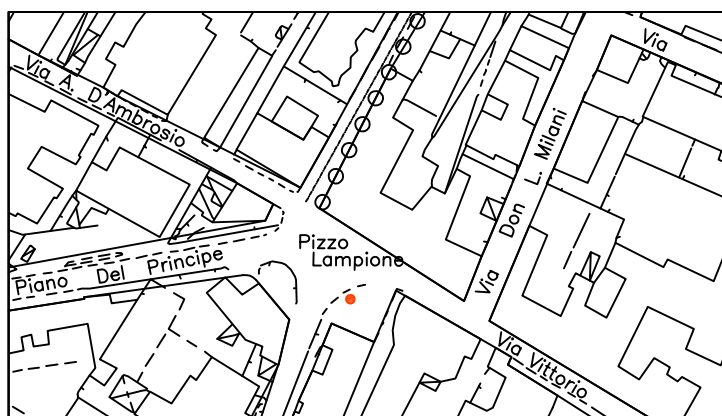 Via
Via A. D'Ambrosio
Via Don L. Milani
Pizzo
Lampione
Piano Del Principe
Via Vittorio